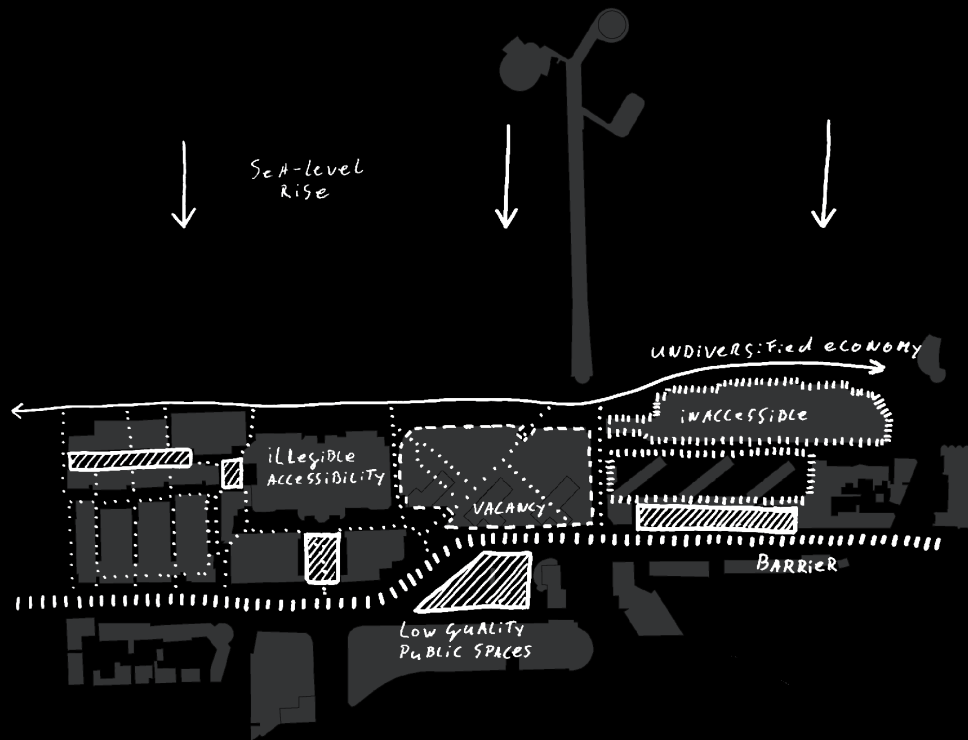 SeA-level
RiSe
UNDiVERSiFied eCONOMY
iNACCESSiBLE
iLLegiBLE
ACCESSiBiLiTY
VACANCY
BARRieR
LOW QUALiTY
PUBLiC SPACES